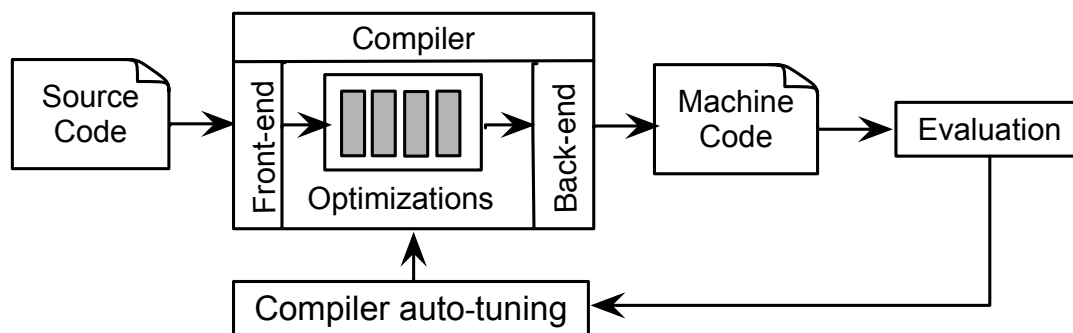 Compiler
Source
Code
Front-end
Optimizations
Back-end
Machine
Code
Evaluation
Compiler auto-tuning